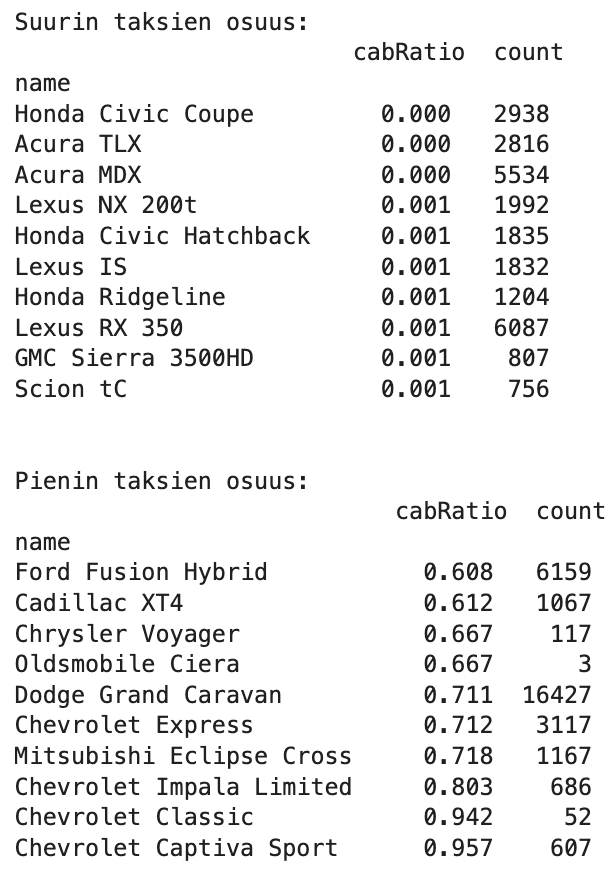 Suurin taksien osuus:
cabRatio count
name
Honda Civic Coupe 0.000 2938
Acura TLX 0.000 2816
Acura MDX 0.000 5534
Lexus NX 200t 0.001 1992
Honda Civic Hatchback 0.001 1835
Lexus IS 0.001 1832
Honda Ridgeline 0.001 1204
Lexus RX 350 0.001 6087
GMC Sierra 3500HD 0.001 807
Scion tC 0.001 756
Pienin taksien osuus:
cabRatio count
name
Ford Fusion Hybrid 0.608 6159
Cadillac XT4 0.612 1067
Chrysler Voyager 0.667 117
Oldsmobile Ciera 0.667 3
Dodge Grand Caravan 0.711 16427
Chevrolet Express 0.712 3117
Mitsubishi Eclipse Cross 0.718 1167
Chevrolet Impala Limited 0.803 686
Chevrolet Classic 0.942 52
Chevrolet Captiva Sport 0.957 607